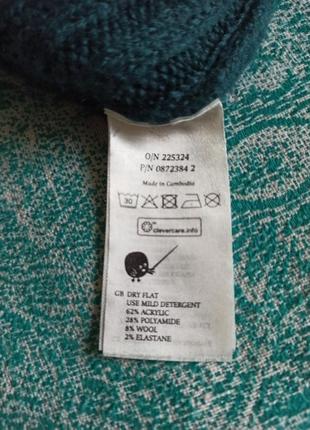 O/N 225324
P/N 0872384 2
Made in Cambodia
30
clevercare.info
GB DRY FLAT
USE MILD DETERGENT
62% ACRYLIC
28% POLYAMIDE
8% WOOL
2% ELASTANE